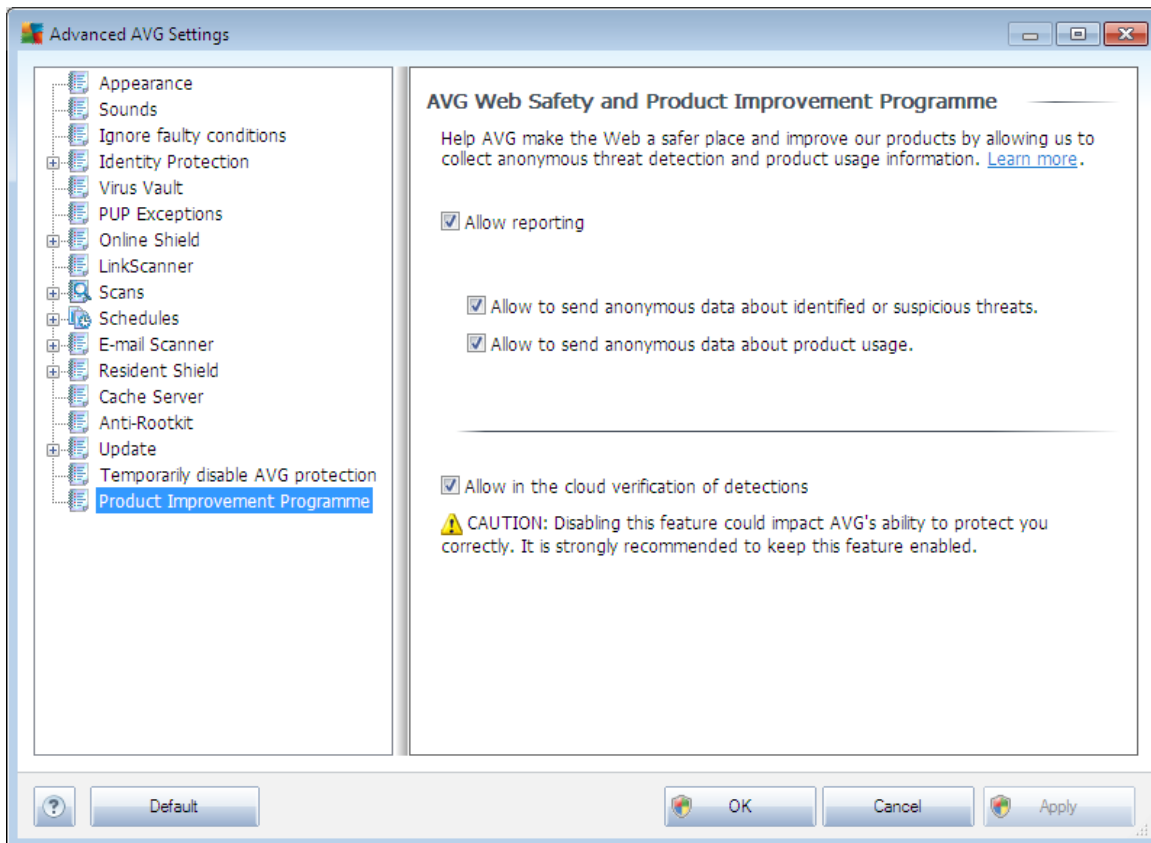 Advanced AVG Settings
Appearance
Sounds
Ignore faulty conditions
Identity Protection
Virus Vault
PUP Exceptions
Online Shield
LinkScanner
Scans
Schedules
E-mail Scanner
Resident Shield
Cache Server
Anti-Rootkit
Update
Temporarily disable AVG protection
Product Improvement Programme
AVG Web Safety and Product Improvement Programme
Help AVG make the Web a safer place and improve our products by allowing us to
collect anonymous threat detection and product usage information. Learn more.
Allow reporting
Allow to send anonymous data about identified or suspicious threats.
Allow to send anonymous data about product usage.
Allow in the cloud verification of detections
CAUTION: Disabling this feature could impact AVG's ability to protect you
correctly. It is strongly recommended to keep this feature enabled.
?
Default
OK
Cancel
Apply